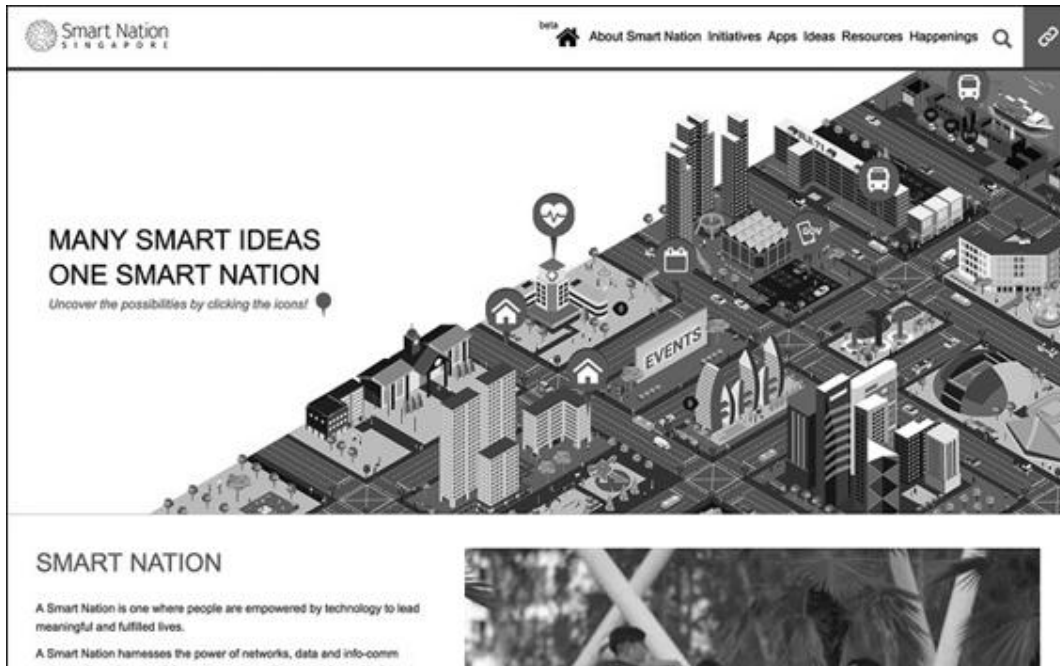 Smart Nation
SINGAPORE
beta
About Smart Nation Initiatives Apps Ideas Resources Happenings
MANY SMART IDEAS
ONE SMART NATION
Uncover the possibilities by clicking the icons!
GOV
EVENTS
SMART NATION
A Smart Nation is one where people are empowered by technology to lead
meaningful and fulfilled lives.
A Smart Nation harnesses the power of networks, data and info-comm